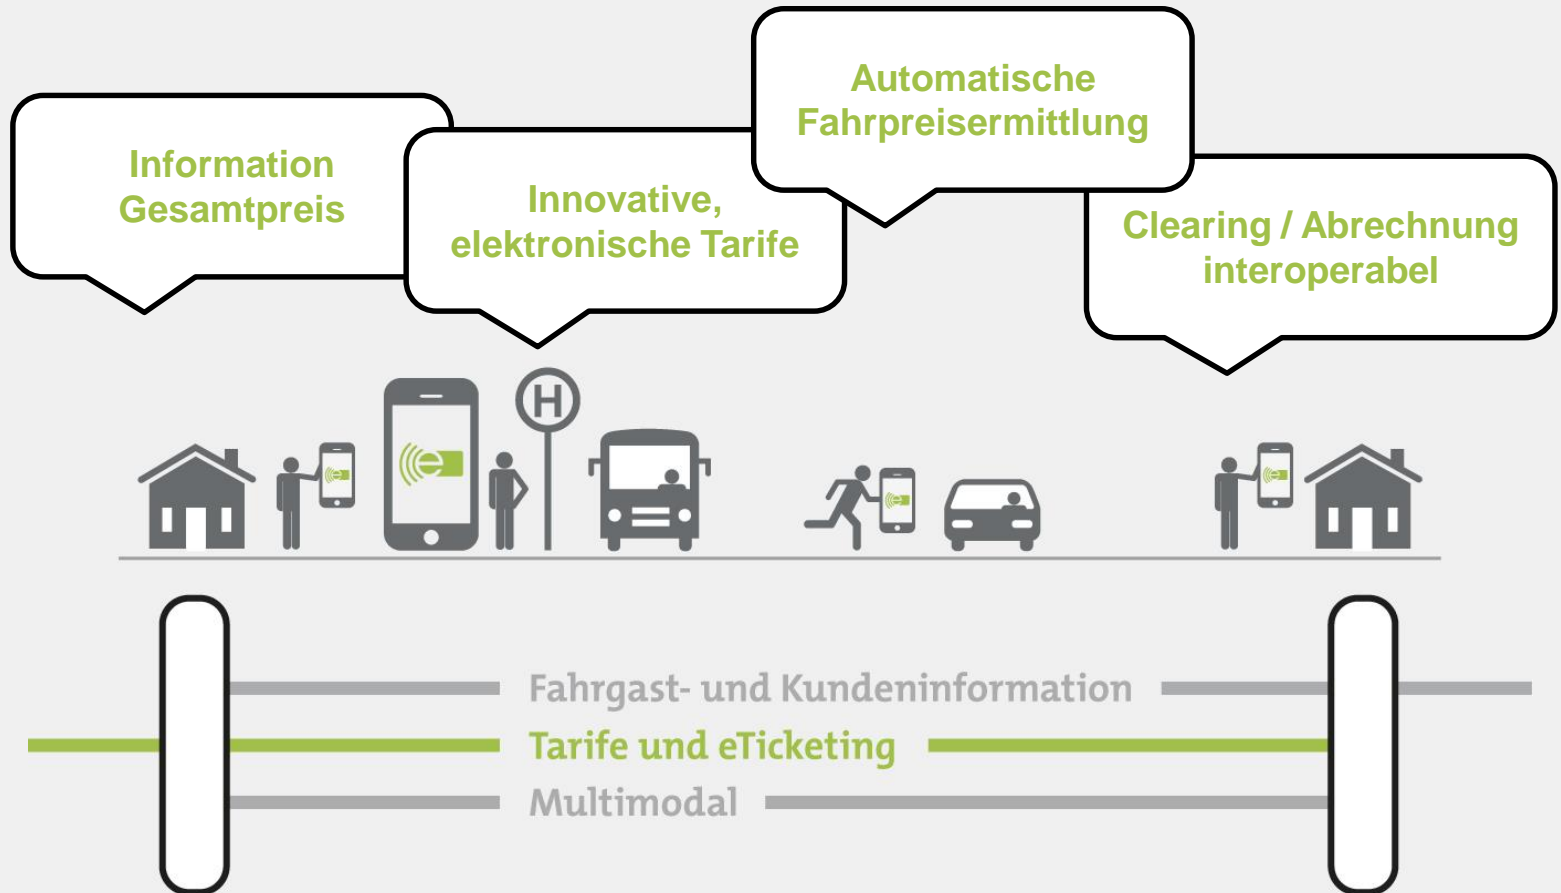 Information
Gesamtpreis
Innovative,
elektronische Tarife
Automatische
Fahrpreisermittlung
Clearing / Abrechnung
interoperabel
e
H
e
e
e
Fahrgast- und Kundeninformation
Tarife und eTicketing
Multimodal